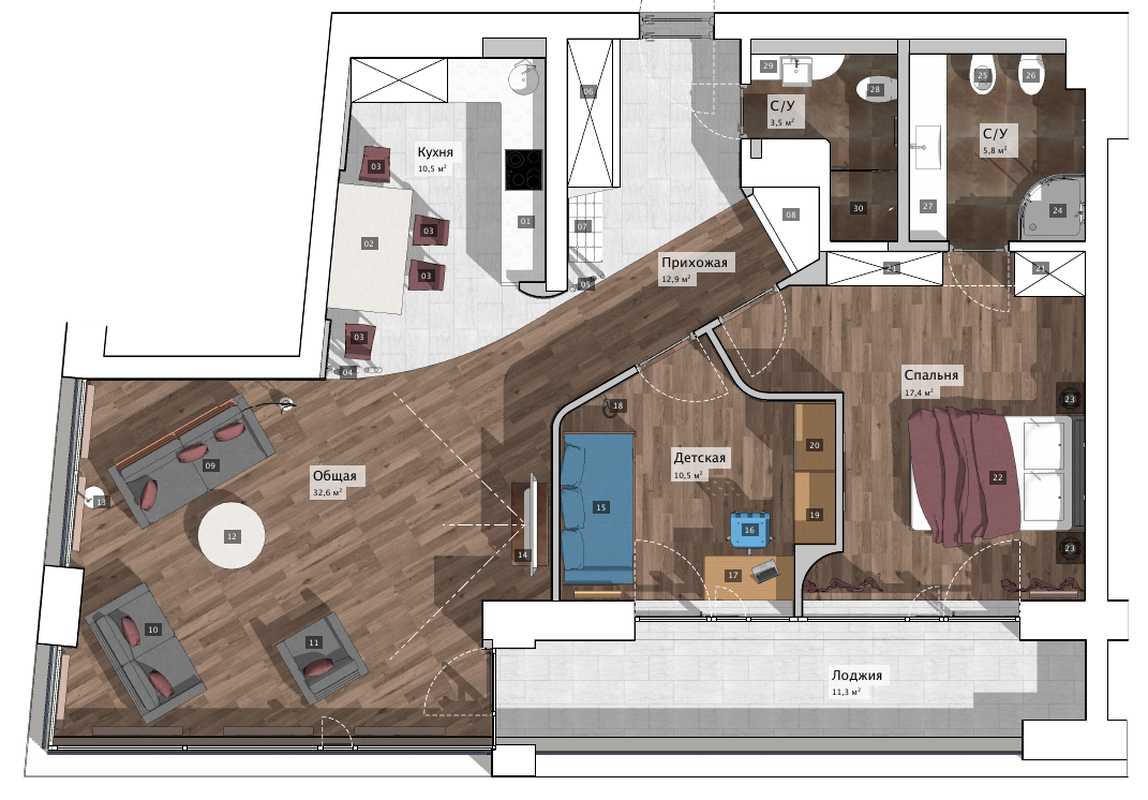 29
25
26
06
28
С/У
3,5 м²
С/У
5,8 м²
Кухня
10,5 м²
03
27
30
24
08
01
07
03
02
Прихожая
12,9 м²
21
21
03
05
03
04
Спальня
17,4 м²
23
18
20
Детская
10,5 м²
09
Общая
32,6 м²
22
13
15
19
16
12
14
23
17
10
11
Лоджия
11,3 м²